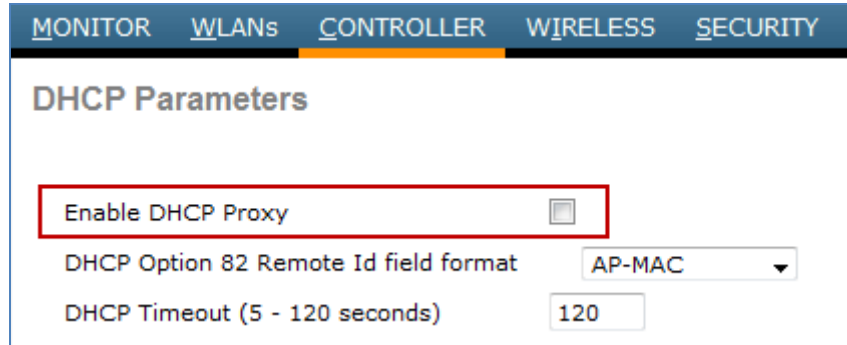 MONITOR WLANs CONTROLLER WIRELESS SECURITY
DHCP Parameters
Enable DHCP Proxy
DHCP Option 82 Remote Id field format AP-MAC
DHCP Timeout (5 - 120 seconds) 120